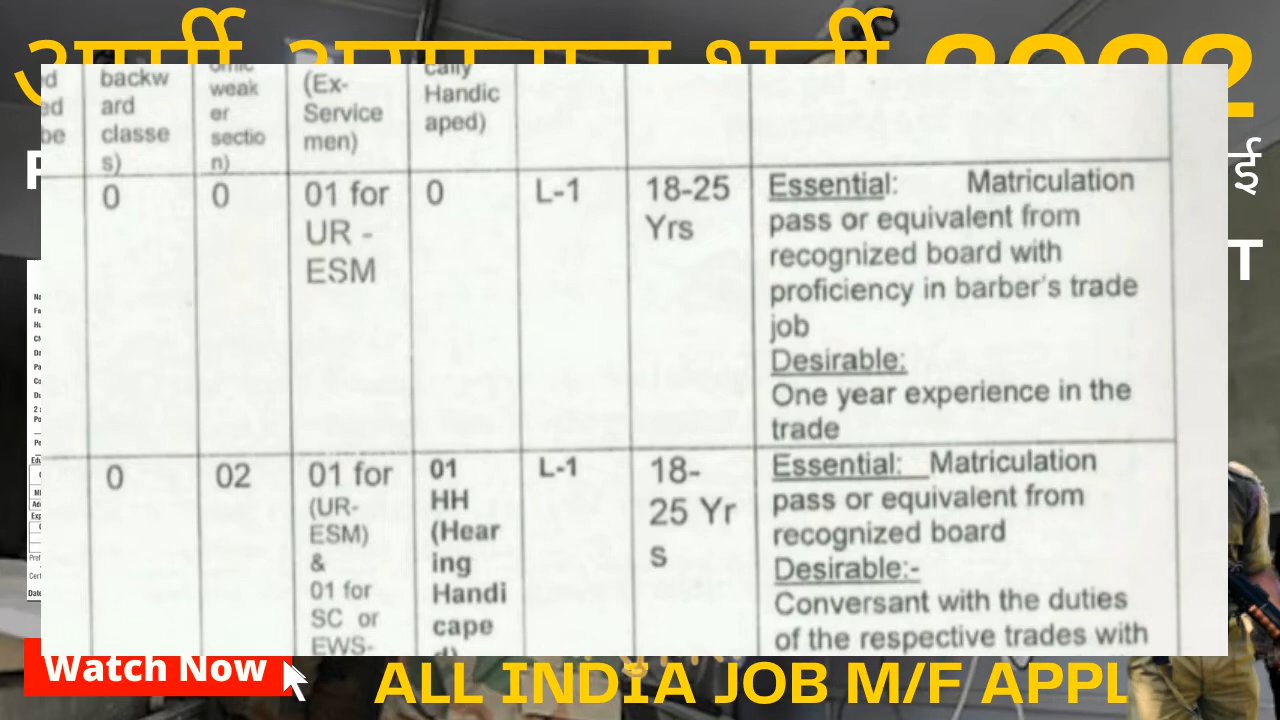 2022
backw
ard
classe
s)
weak
er
sectio
n)
(Ex-
Service
men)
cally
Handic
aped)
0
0
01 for
UR -
ESM
0
L-1
18-25
Yrs
Essential: Matriculation
pass or equivalent from
recognized board with
proficiency in barber's trade
job
Desirable:
One year experience in the
trade
0
02
01 for
(UR-
ESM)
&
01 for
SC or
EWS-
01
HH
(Hear
ing
Handi
cape
d)
L-1
18-
25 Yr
s
Essential: Matriculation
pass or equivalent from
recognized board
Desirable:-
Conversant with the duties
of the respective trades with
Watch Now
ALL INDIA JOB M/F APPL